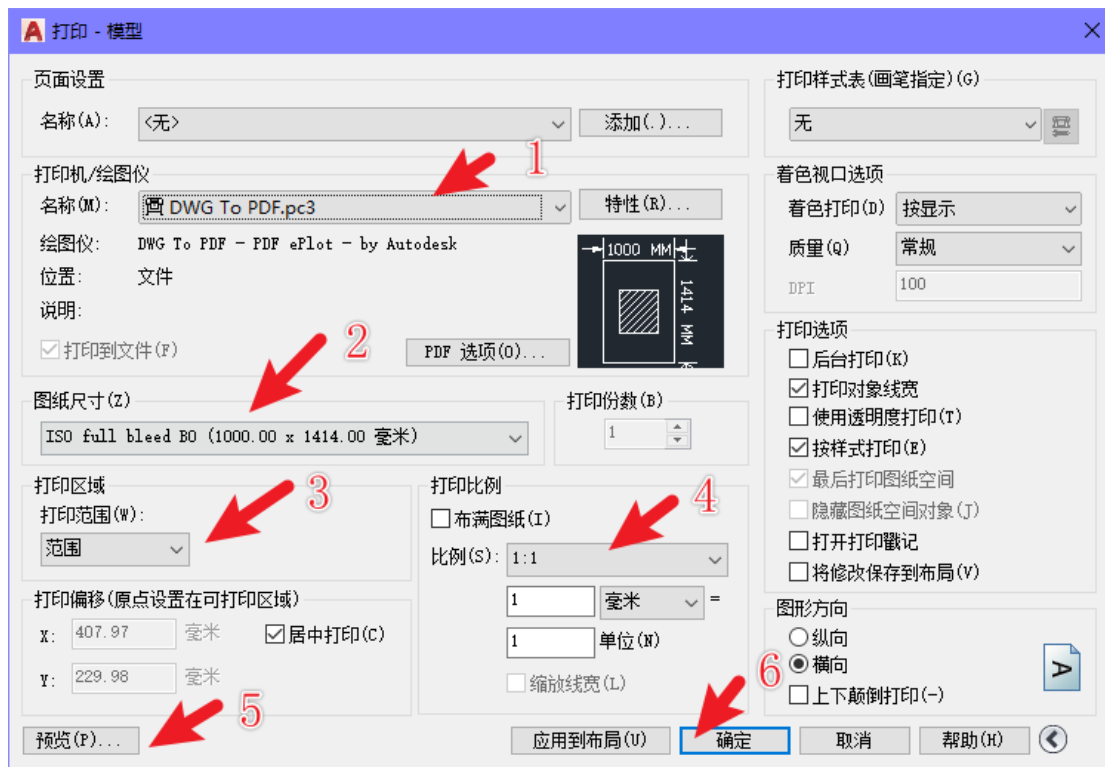 打印 - 模型
页面设置
名称(A): <无> 添加(.)...
打印机/绘图仪
1
名称(M): DWG To PDF.pc3 特性(R)...
绘图仪: DWG To PDF - PDF ePlot - by Autodesk
位置: 文件
说明:
1000 MM
1414 MM
打印到文件(F)
2
PDF 选项(O)...
图纸尺寸(Z)
ISO full bleed B0 (1000.00 x 1414.00 毫米)
打印份数(B)
1
打印区域
打印范围(W):
范围
3
打印比例
布满图纸(I)
4
比例(S): 1:1
1 毫米 =
1 单位(N)
缩放线宽(L)
打印偏移(原点设置在可打印区域)
X: 407.97 毫米 居中打印(C)
Y: 229.98 毫米
5
打印样式表(画笔指定)(G)
无
着色视口选项
着色打印(D) 按显示
质量(Q) 常规
DPI 100
打印选项
后台打印(K)
打印对象线宽
使用透明度打印(T)
按样式打印(E)
最后打印图纸空间
隐藏图纸空间对象(J)
打开打印戳记
将修改保存到布局(V)
图形方向
纵向
横向
上下颠倒打印(-)
A
6
预览(P)... 应用到布局(U) 确定 取消 帮助(H)